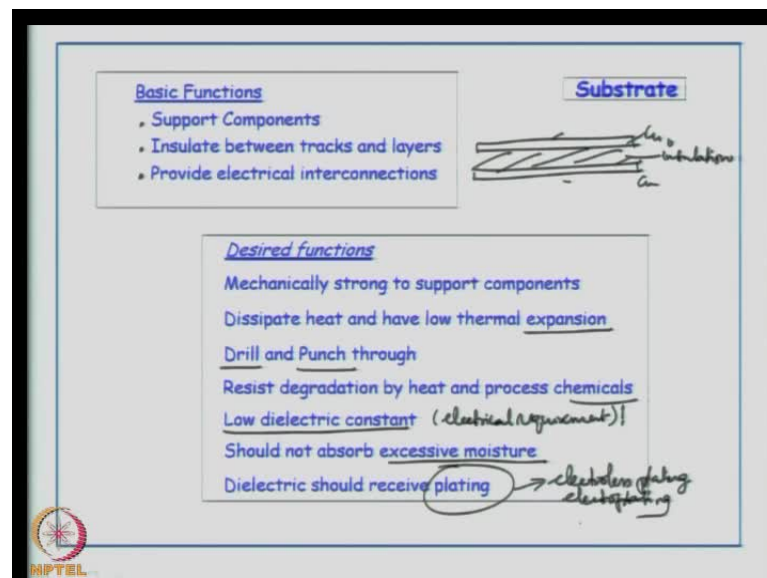 Basic Functions
Substrate
. Support Components
. Insulate between tracks and layers
. Provide electrical interconnections
Cu
insulation
Cu
Desired functions
Mechanically strong to support components
Dissipate heat and have low thermal expansion
Drill and Punch through
Resist degradation by heat and process chemicals
Low dielectric constant (electrical requirement)!
Should not absorb excessive moisture
Dielectric should receive plating → electroless plating
electroplating
NPTEL